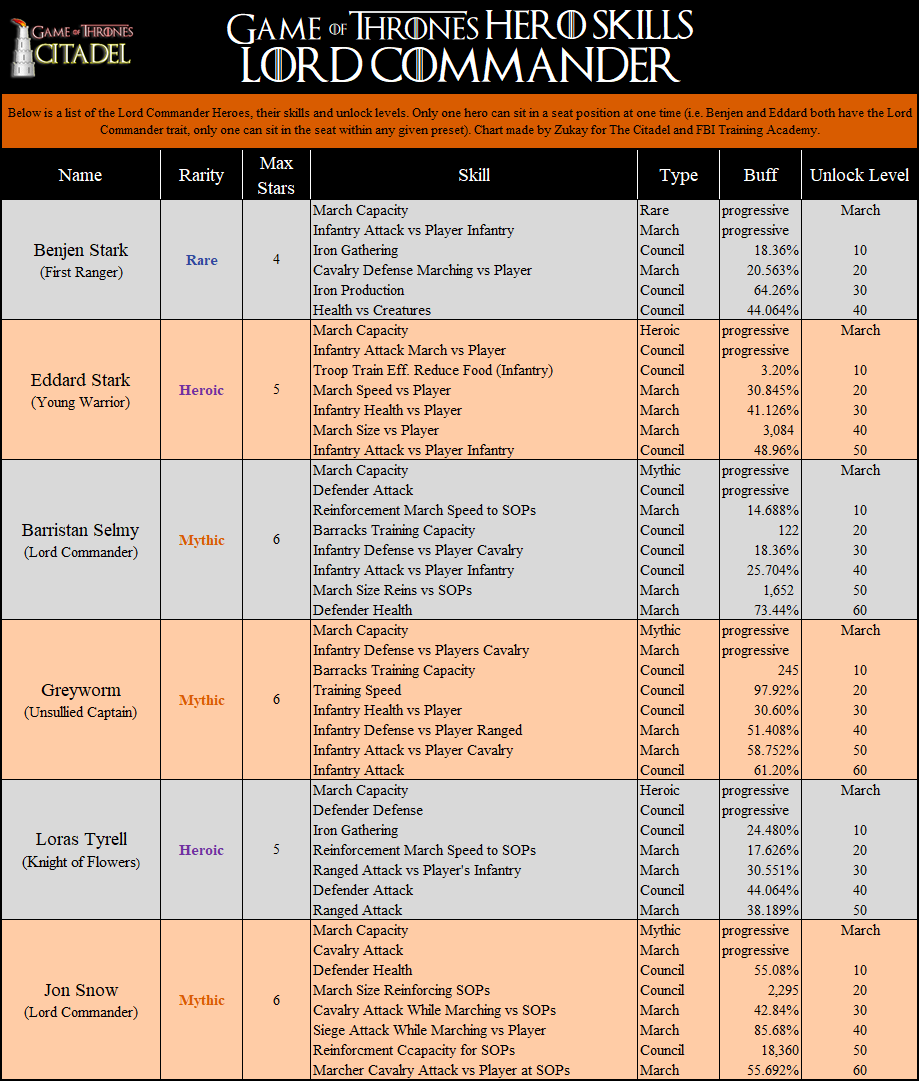 GAME OF THRONES
CITADEL
GAME OF THRONES HERO SKILLS
LORD COMMANDER
Below is a list of the Lord Commander Heroes, their skills and unlock levels. Only one hero can sit in a seat position at one time (i.e. Benjen and Eddard both have the Lord
Commander trait, only one can sit in the seat within any given preset). Chart made by Zukay for The Citadel and FBI Training Academy.
Name Rarity Max Stars Skill Type Buff Unlock Level
Benjen Stark
(First Ranger)
Rare
4
March Capacity Rare progressive March
Infantry Attack vs Player Infantry March progressive
Iron Gathering Council 18.36% 10
Cavalry Defense Marching vs Player March 20.563% 20
Iron Production Council 64.26% 30
Health vs Creatures Council 44.064% 40
Eddard Stark
(Young Warrior)
Heroic
5
March Capacity Heroic progressive March
Infantry Attack March vs Player Council progressive
Troop Train Eff. Reduce Food (Infantry) Council 3.20% 10
March Speed vs Player March 30.845% 20
Infantry Health vs Player March 41.126% 30
March Size vs Player March 3,084 40
Infantry Attack vs Player Infantry Council 48.96% 50
Barristan Selmy
(Lord Commander)
Mythic
6
March Capacity Mythic progressive March
Defender Attack Council progressive
Reinforcement March Speed to SOPs March 14.688% 10
Barracks Training Capacity Council 122 20
Infantry Defense vs Player Cavalry Council 18.36% 30
Infantry Attack vs Player Infantry Council 25.704% 40
March Size Reins vs SOPs March 1,652 50
Defender Health March 73.44% 60
Greyworm
(Unsullied Captain)
Mythic
6
March Capacity Mythic progressive March
Infantry Defense vs Players Cavalry March progressive
Barracks Training Capacity Council 245 10
Training Speed Council 97.92% 20
Infantry Health vs Player Council 30.60% 30
Infantry Defense vs Player Ranged March 51.408% 40
Infantry Attack vs Player Cavalry March 58.752% 50
Infantry Attack Council 61.20% 60
Loras Tyrell
(Knight of Flowers)
Heroic
5
March Capacity Heroic progressive March
Defender Defense Council progressive
Iron Gathering Council 24.480% 10
Reinforcement March Speed to SOPs March 17.626% 20
Ranged Attack vs Player's Infantry March 30.551% 30
Defender Attack Council 44.064% 40
Ranged Attack March 38.189% 50
Jon Snow
(Lord Commander)
Mythic
6
March Capacity Mythic progressive March
Cavalry Attack March progressive
Defender Health Council 55.08% 10
March Size Reinforcing SOPs Council 2,295 20
Cavalry Attack While Marching vs SOPs March 42.84% 30
Siege Attack While Marching vs Player March 85.68% 40
Reinforcment Ccapacity for SOPs Council 18,360 50
Marcher Cavalry Attack vs Player at SOPs March 55.692% 60